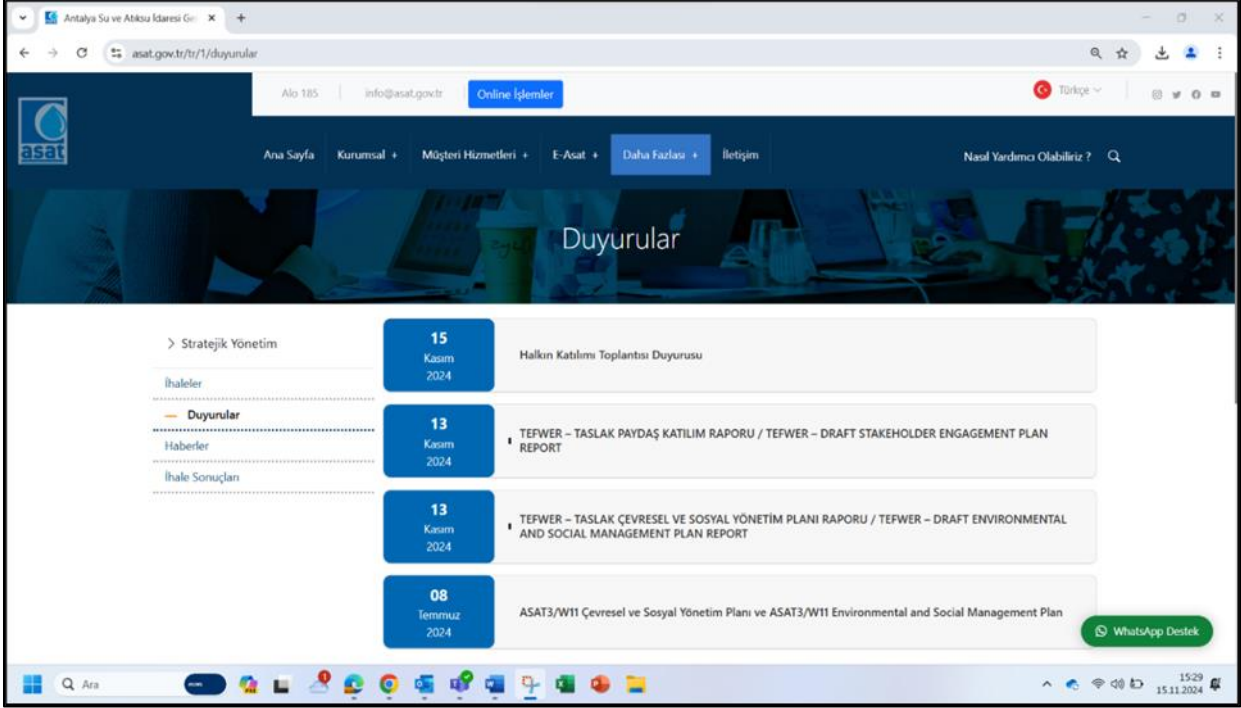 Antalya Su ve Atıksu İdaresi Ge
asat.gov.tr/tr/1/duyurular
Alo 185
info@asat.gov.tr
Online İşlemler
Türkçe
asat
Ana Sayfa
Kurumsal +
Müşteri Hizmetleri +
E-Asat +
Daha Fazlası +
İletişim
Nasıl Yardımcı Olabiliriz ?
Duyurular
Stratejik Yönetim
İhaleler
Duyurular
Haberler
İhale Sonuçları
15
Kasım
2024
Halkın Katılımı Toplantısı Duyurusu
13
Kasım
2024
TEFWER – TASLAK PAYDAŞ KATILIM RAPORU / TEFWER – DRAFT STAKEHOLDER ENGAGEMENT PLAN
REPORT
13
Kasım
2024
TEFWER – TASLAK ÇEVRESEL VE SOSYAL YÖNETİM PLANI RAPORU / TEFWER – DRAFT ENVIRONMENTAL
AND SOCIAL MANAGEMENT PLAN REPORT
08
Temmuz
2024
ASAT3/W11 Çevresel ve Sosyal Yönetim Planı ve ASAT3/W11 Environmental and Social Management Plan
WhatsApp Destek
Ara
15:29
15.11.2024